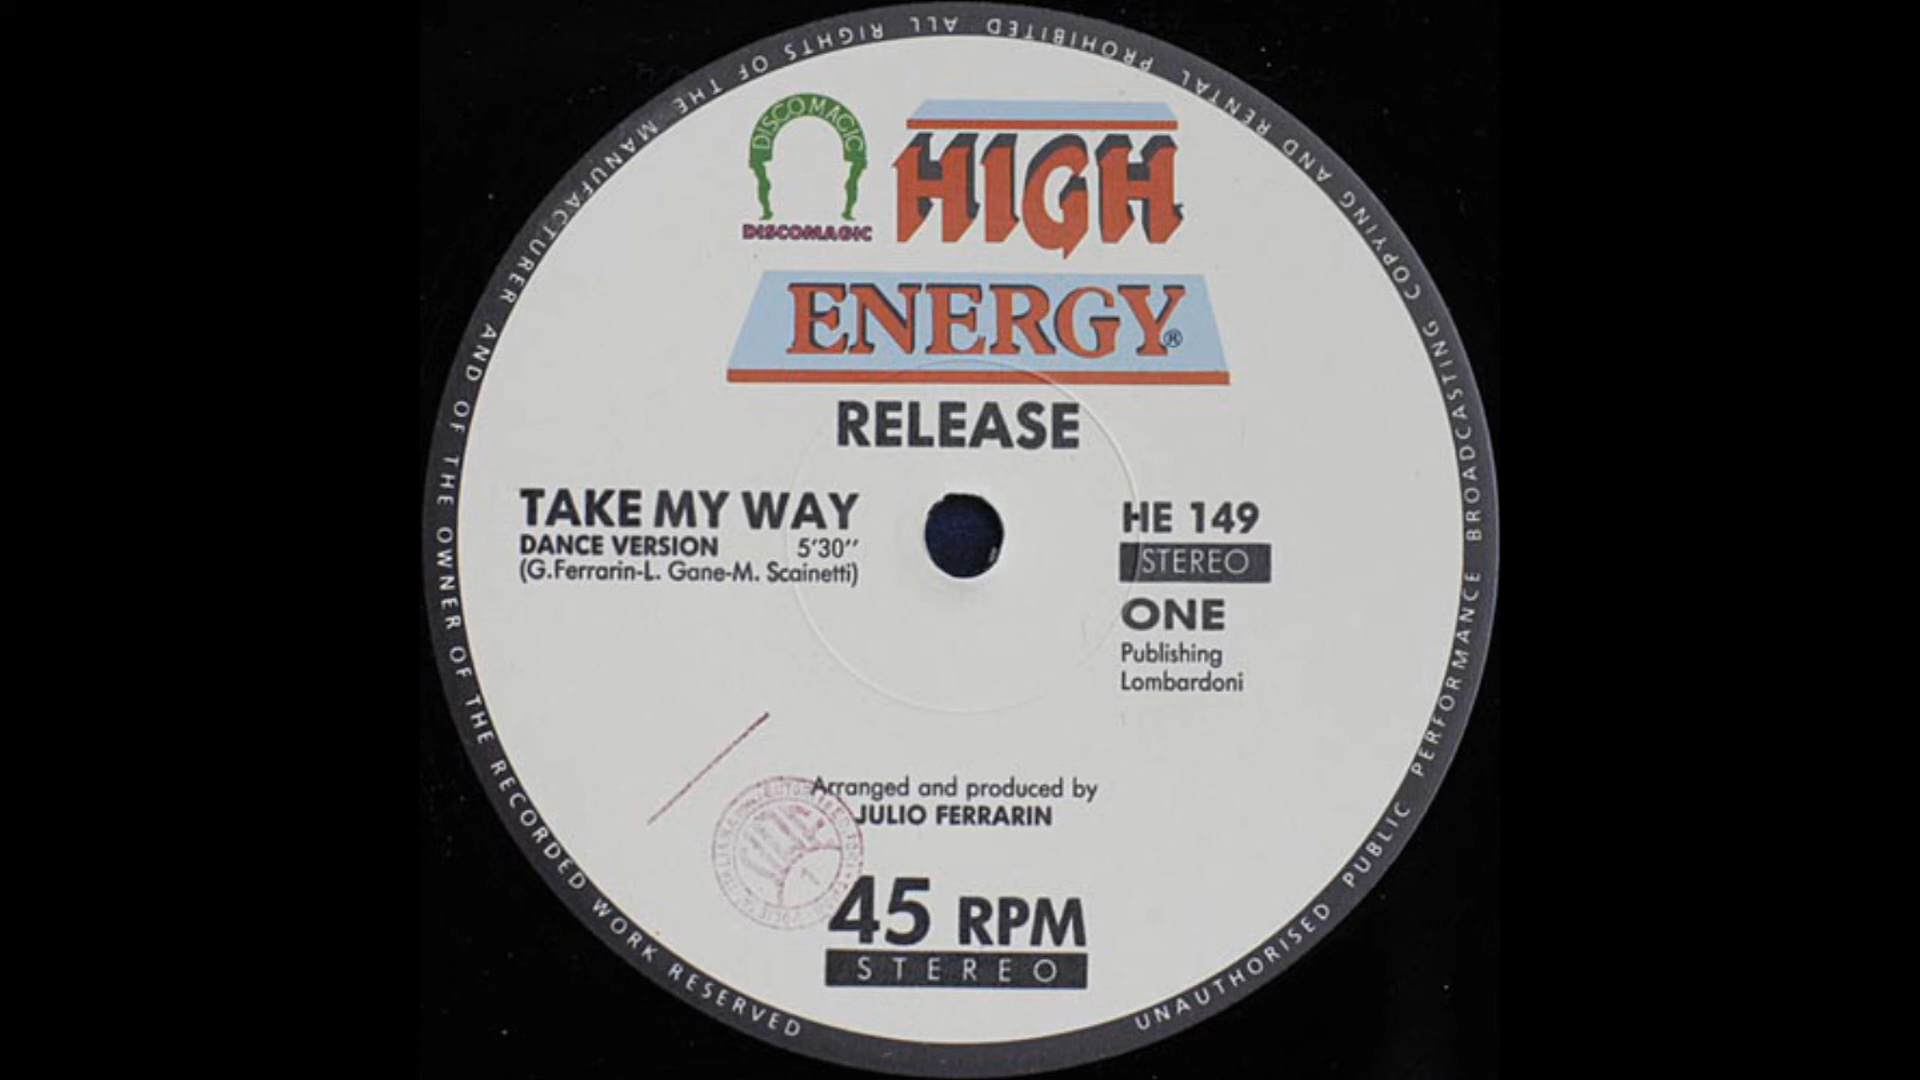 DISCOMAGIC
DISCOMAGIC
HIGH
ENERGY®
RELEASE
TAKE MY WAY
DANCE VERSION 5'30''
(G.Ferrarin-L. Gane-M. Scainetti)
HE 149
STEREO
ONE
Publishing
Lombardoni
Arranged and produced by
JULIO FERRARIN
45 RPM
STEREO
ALL RIGHTS OF THE MANUFACTURER AND OF THE OWNER OF THE RECORDED WORK RESERVED
UNAUTHORISED PUBLIC PERFORMANCE BROADCASTING COPYING AND RENTAL PROHIBITED